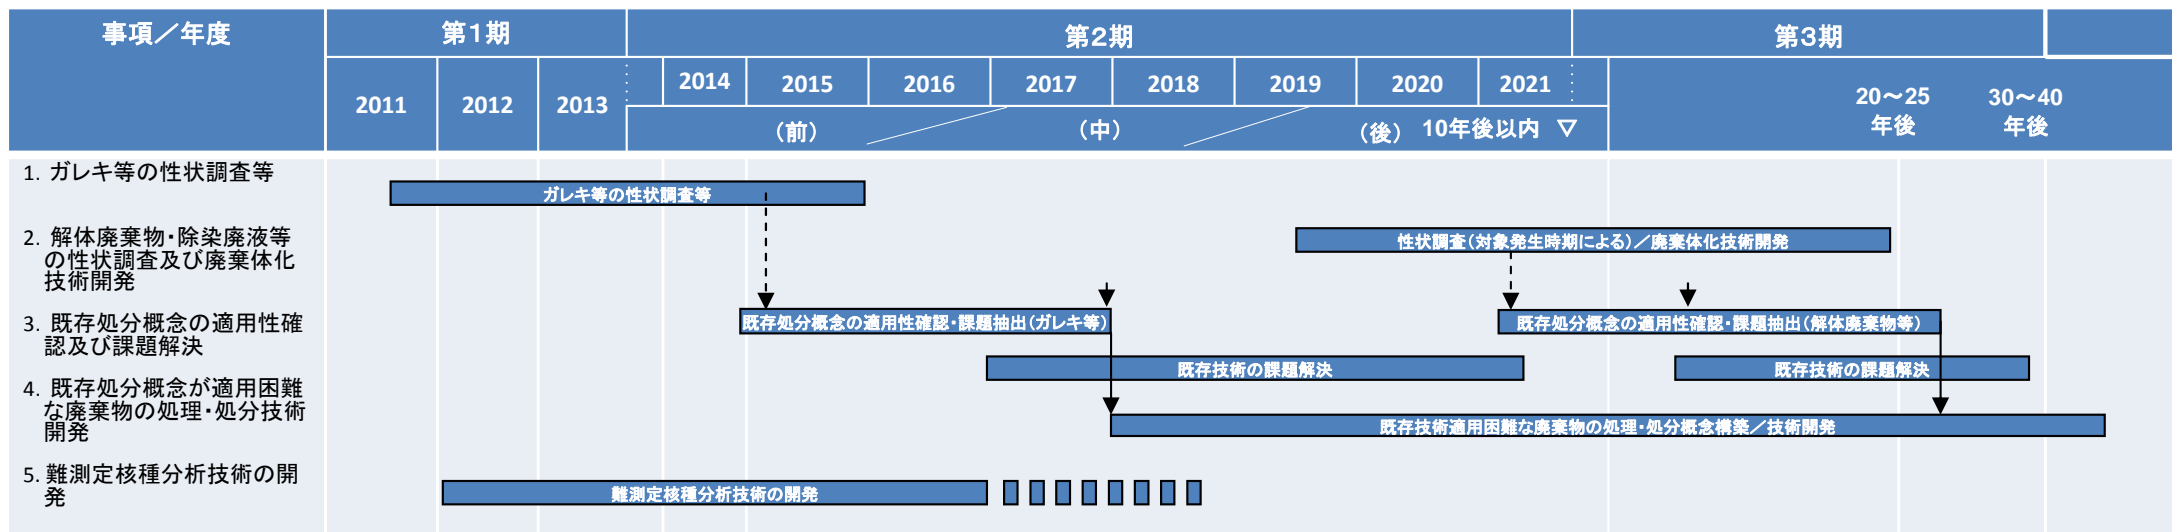 事項／年度
第１期
第２期
第３期
2011
2012
2013
2014
2015
2016
2017
2018
2019
2020
2021
（前）
（中）
（後）
10年後以内 ▽
20～25
年後
30～40
年後
1. ガレキ等の性状調査等
ガレキ等の性状調査等
2. 解体廃棄物・除染廃液等
の性状調査及び廃棄体化
技術開発
性状調査（対象発生時期による）／廃棄体化技術開発
3. 既存処分概念の適用性確
認及び課題解決
既存処分概念の適用性確認・課題抽出（ガレキ等）
既存処分概念の適用性確認・課題抽出（解体廃棄物等）
既存技術の課題解決
既存技術の課題解決
4. 既存処分概念が適用困難
な廃棄物の処理・処分技術
開発
既存技術適用困難な廃棄物の処理・処分概念構築／技術開発
5. 難測定核種分析技術の開
発
難測定核種分析技術の開発